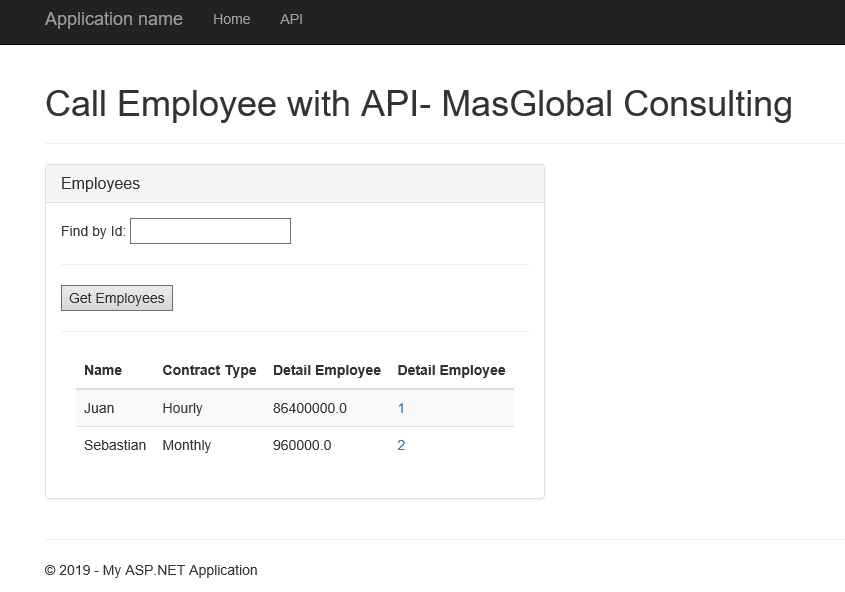 Application name Home API
Call Employee with API- MasGlobal Consulting
Employees
Find by Id:
Get Employees
Name Contract Type Detail Employee Detail Employee
Juan Hourly 86400000.0 1
Sebastian Monthly 960000.0 2
© 2019 - My ASP.NET Application